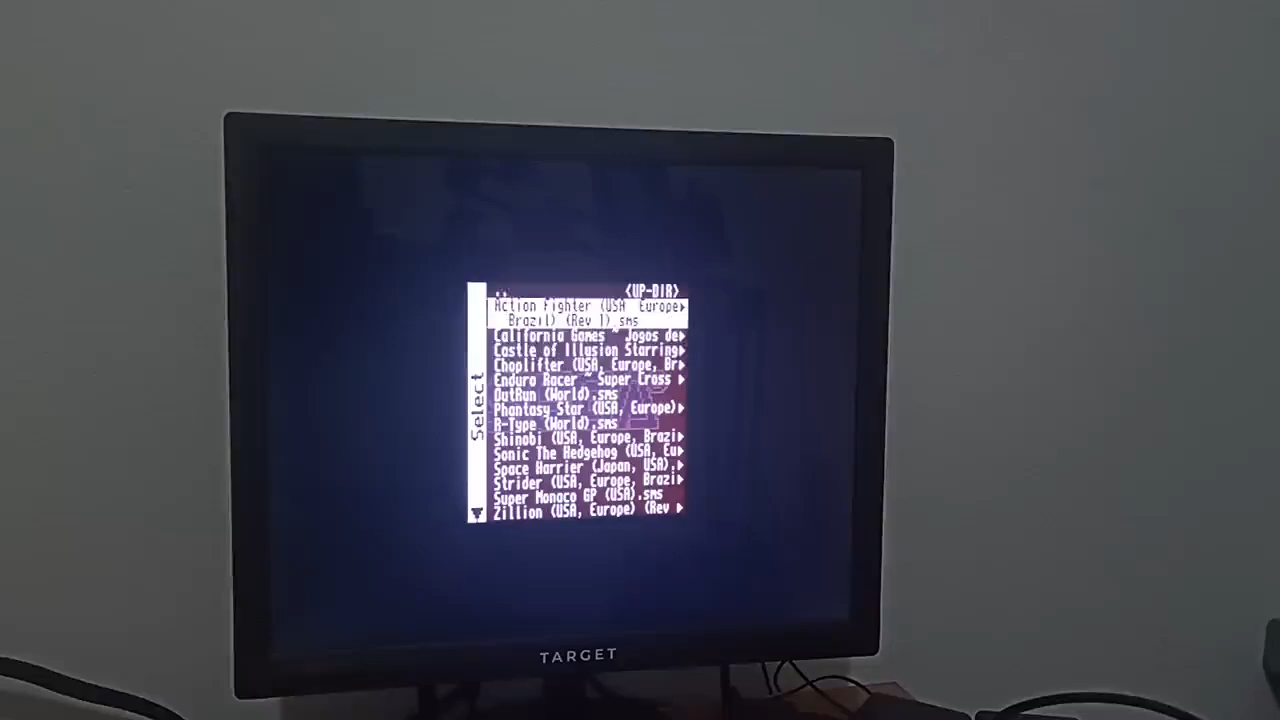 ..                <UP-DIR>
Action Fighter (USA Europe
Brazil) (Rev 1).sms
California Games ~ Jogos de
Castle of Illusion Starring
Choplifter (USA, Europe, Br
Enduro Racer ~ Super Cross
OutRun (World).sms
Phantasy Star (USA, Europe)
R-Type (World).sms
Shinobi (USA, Europe, Brazi
Sonic The Hedgehog (USA, Eu
Space Harrier (Japan, USA).
Strider (USA, Europe, Brazi
Super Monaco GP (USA).sms
Zillion (USA, Europe) (Rev
Select
TARGET